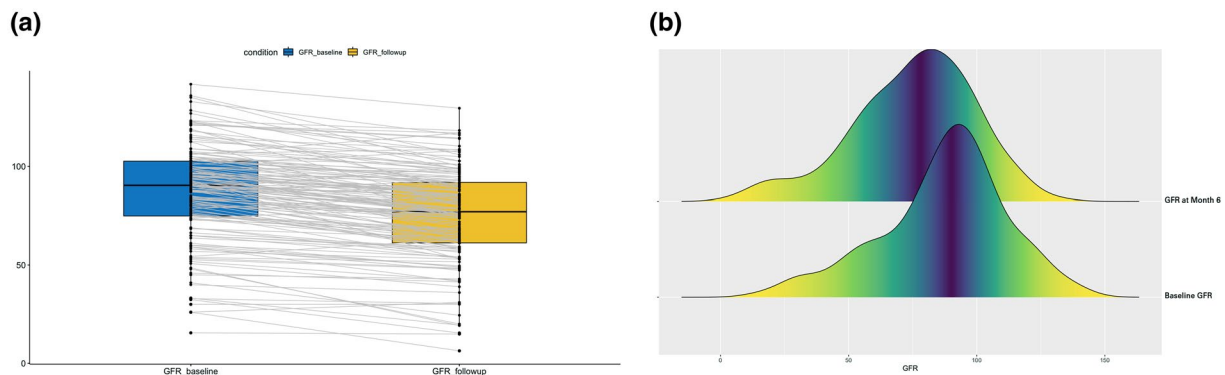 (a)
condition GFR_baseline GFR_followup
100
50
0
GFR_baseline GFR_followup
(b)
GFR at Month 6
Baseline GFR
0 50 100 150
GFR